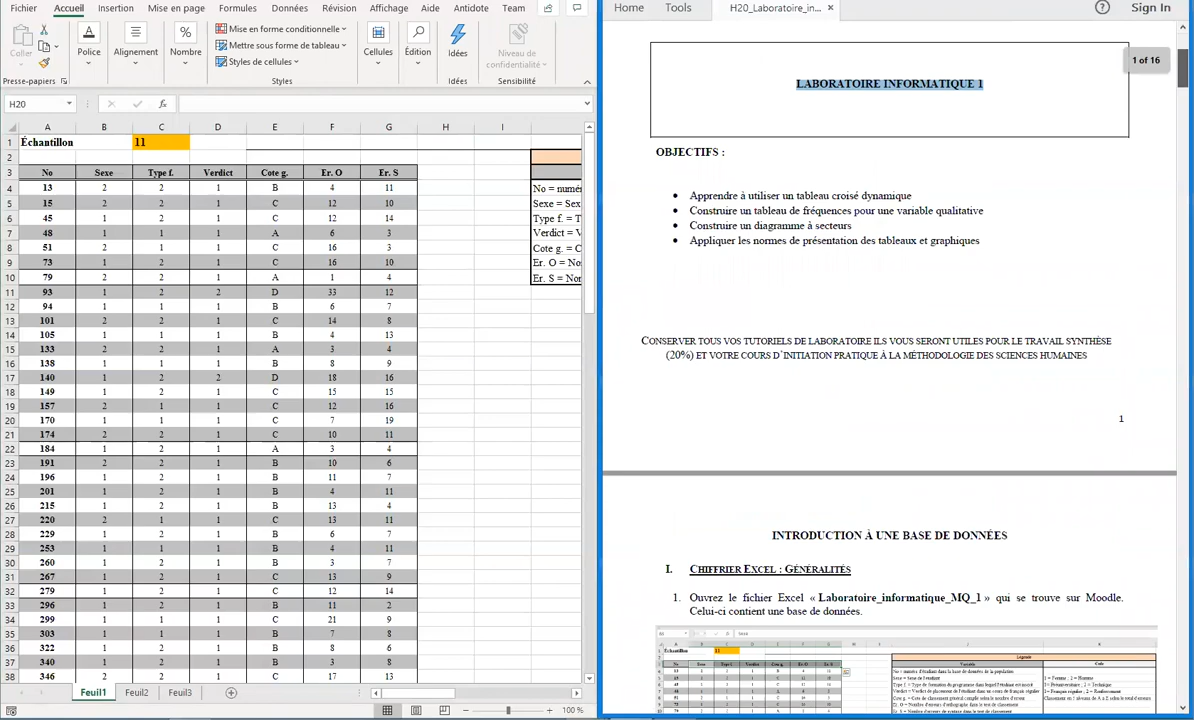 Fichier Accueil Insertion Mise en page Formules Données Révision Affichage Aide Antidote Team
Coller
Police
Alignement
Nombre
Mise en forme conditionnelle
Mettre sous forme de tableau
Styles de cellules
Cellules
Édition
Idées
Niveau de
confidentialité
Presse-papiers
Styles
Idées
Sensibilité
H20
fx
A B C D E F G H I
1 Échantillon 11
2
3 No Sexe Type f. Verdict Cote g. Er. O Er. S
4 13 2 2 1 B 4 11 No = numé
5 15 2 2 1 C 12 10 Sexe = Sex
6 45 1 1 1 C 12 14 Type f. = T
7 48 1 1 1 A 6 3 Verdict = V
8 51 2 1 1 C 16 3 Cote g. = C
9 73 1 2 1 C 16 10 Er. O = No
10 79 2 1 1 A 1 4 Er. S = Nor
11 93 1 2 2 D 33 12
12 94 1 1 1 B 6 7
13 101 2 2 1 C 14 8
14 105 1 1 1 B 4 13
15 133 2 2 1 A 3 4
16 138 1 1 1 B 8 9
17 140 1 2 2 D 18 16
18 149 1 2 1 C 15 15
19 157 2 1 1 C 12 16
20 170 1 1 1 C 7 19
21 174 2 2 1 C 10 11
22 184 1 2 1 A 3 4
23 191 2 2 1 B 10 6
24 196 1 2 1 B 11 7
25 201 1 1 1 B 4 11
26 215 1 2 1 B 13 4
27 220 2 1 1 C 13 11
28 229 1 2 1 B 6 7
29 253 1 1 1 B 4 11
30 260 1 2 1 B 3 7
31 267 1 2 1 C 13 9
32 279 1 1 1 C 12 14
33 296 1 2 1 B 11 2
34 299 1 1 1 C 21 9
35 303 1 1 1 B 7 8
36 322 1 1 1 B 8 6
37 340 1 2 1 B 3 8
38 346 1 2 1 C 17 13
Feuil1 Feuil2 Feuil3
100 %
Home Tools H20_Laboratoire_in... × Sign In
1 of 16
LABORATOIRE INFORMATIQUE 1
OBJECTIFS :
• Apprendre à utiliser un tableau croisé dynamique
• Construire un tableau de fréquences pour une variable qualitative
• Construire un diagramme à secteurs
• Appliquer les normes de présentation des tableaux et graphiques
CONSERVER TOUS VOS TUTORIELS DE LABORATOIRE ILS VOUS SERONT UTILES POUR LE TRAVAIL SYNTHÈSE
(20%) ET VOTRE COURS D'INITIATION PRATIQUE À LA MÉTHODOLOGIE DES SCIENCES HUMAINES
1
INTRODUCTION À UNE BASE DE DONNÉES
I. CHIFFRIER EXCEL : GÉNÉRALITÉS
1. Ouvrez le fichier Excel « Laboratoire_informatique_MQ_1 » qui se trouve sur Moodle.
Celui-ci contient une base de données.
Échantillon 11
Légende
Variable Code